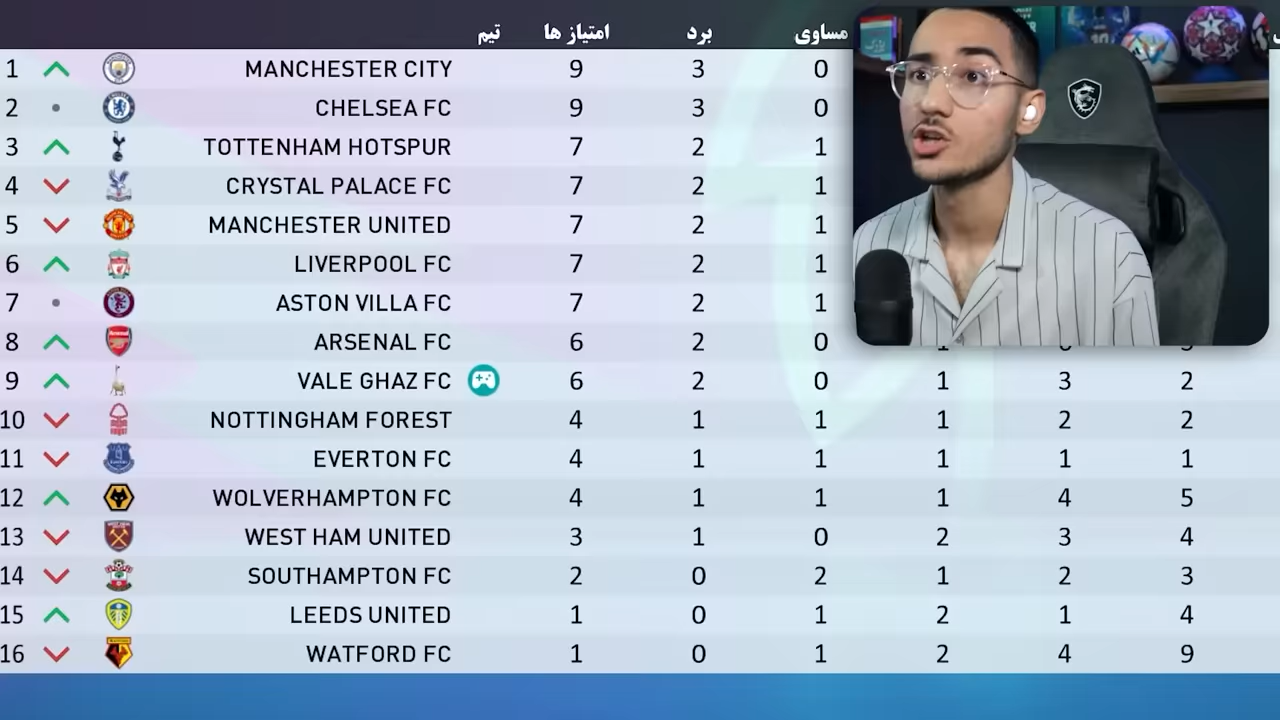 تیم امتیاز ها برد مساوی
1 MANCHESTER CITY 9 3 0
2 CHELSEA FC 9 3 0
3 TOTTENHAM HOTSPUR 7 2 1
4 CRYSTAL PALACE FC 7 2 1
5 MANCHESTER UNITED 7 2 1
6 LIVERPOOL FC 7 2 1
7 ASTON VILLA FC 7 2 1
8 ARSENAL FC 6 2 0
9 VALE GHAZ FC 6 2 0 1 3 2
10 NOTTINGHAM FOREST 4 1 1 1 2 2
11 EVERTON FC 4 1 1 1 1 1
12 WOLVERHAMPTON FC 4 1 1 1 4 5
13 WEST HAM UNITED 3 1 0 2 3 4
14 SOUTHAMPTON FC 2 0 2 1 2 3
15 LEEDS UNITED 1 0 1 2 1 4
16 WATFORD FC 1 0 1 2 4 9